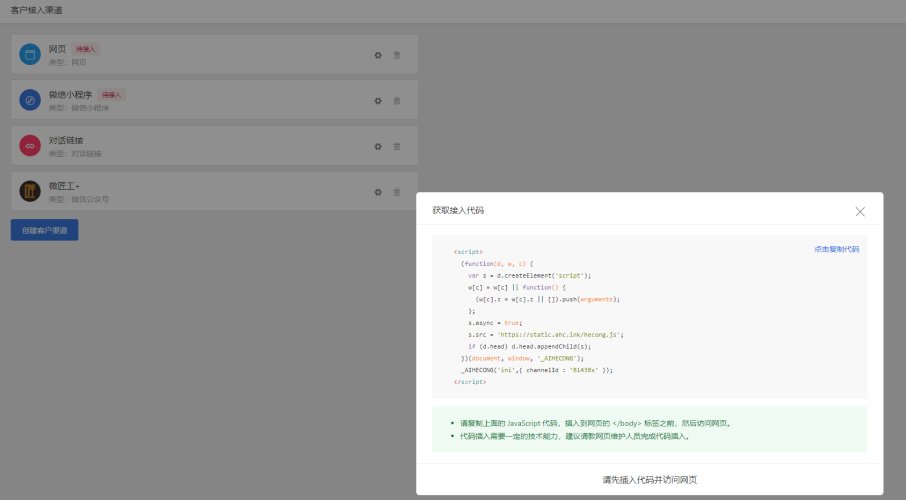 客户接入渠道
网页 待接入
类型：网页
微信小程序 待接入
类型：微信小程序
对话链接
类型：对话链接
微匠工+
类型：微信公众号
创建客户渠道
获取接入代码
点击复制代码
<script>
(function(d, w, c) {
var s = d.createElement('script');
w[c] = w[c] || function() {
(w[c].z = w[c].z || []).push(arguments);
};
s.async = true;
s.src = 'https://static.ahc.ink/hecong.js';
if (d.head) d.head.appendChild(s);
})(document, window, '_AIHECONG');
_AIHECONG('ini',{ channelId : 'Bl43Bs' });
</script>
请复制上面的 JavaScript 代码，插入到网页的 </body> 标签之前，然后访问网页。
代码插入需要一定的技术能力，建议请教网页维护人员完成代码插入。
请先插入代码并访问网页